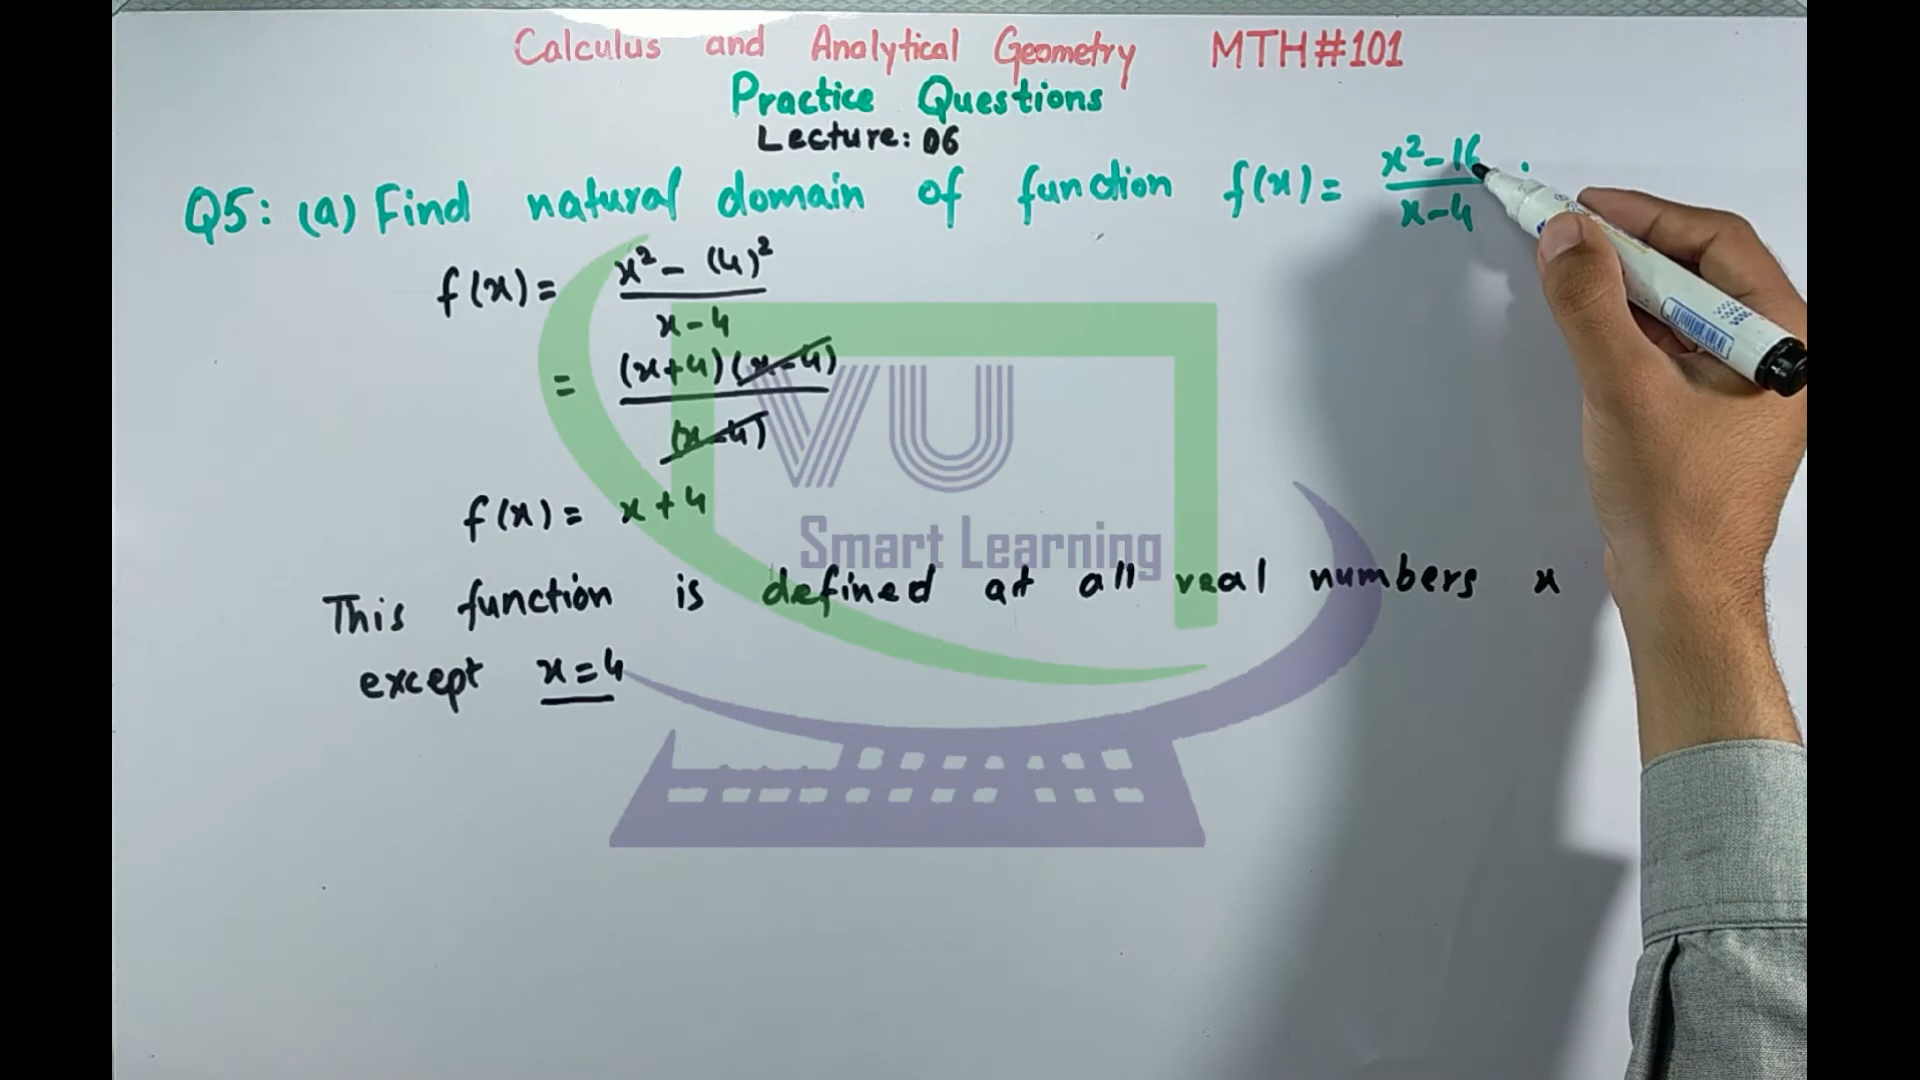 Calculus and Analytical Geometry MTH#101
Practice Questions
Lecture: 06
Q5: (a) Find natural domain of function f(x) = x² - 16 / x - 4 .
f(x) = x² - (4)² / x - 4
= (x+4)(x-4) / (x-4)
f(x) = x + 4
This function is defined at all real numbers x
except x = 4
VU
Smart Learning